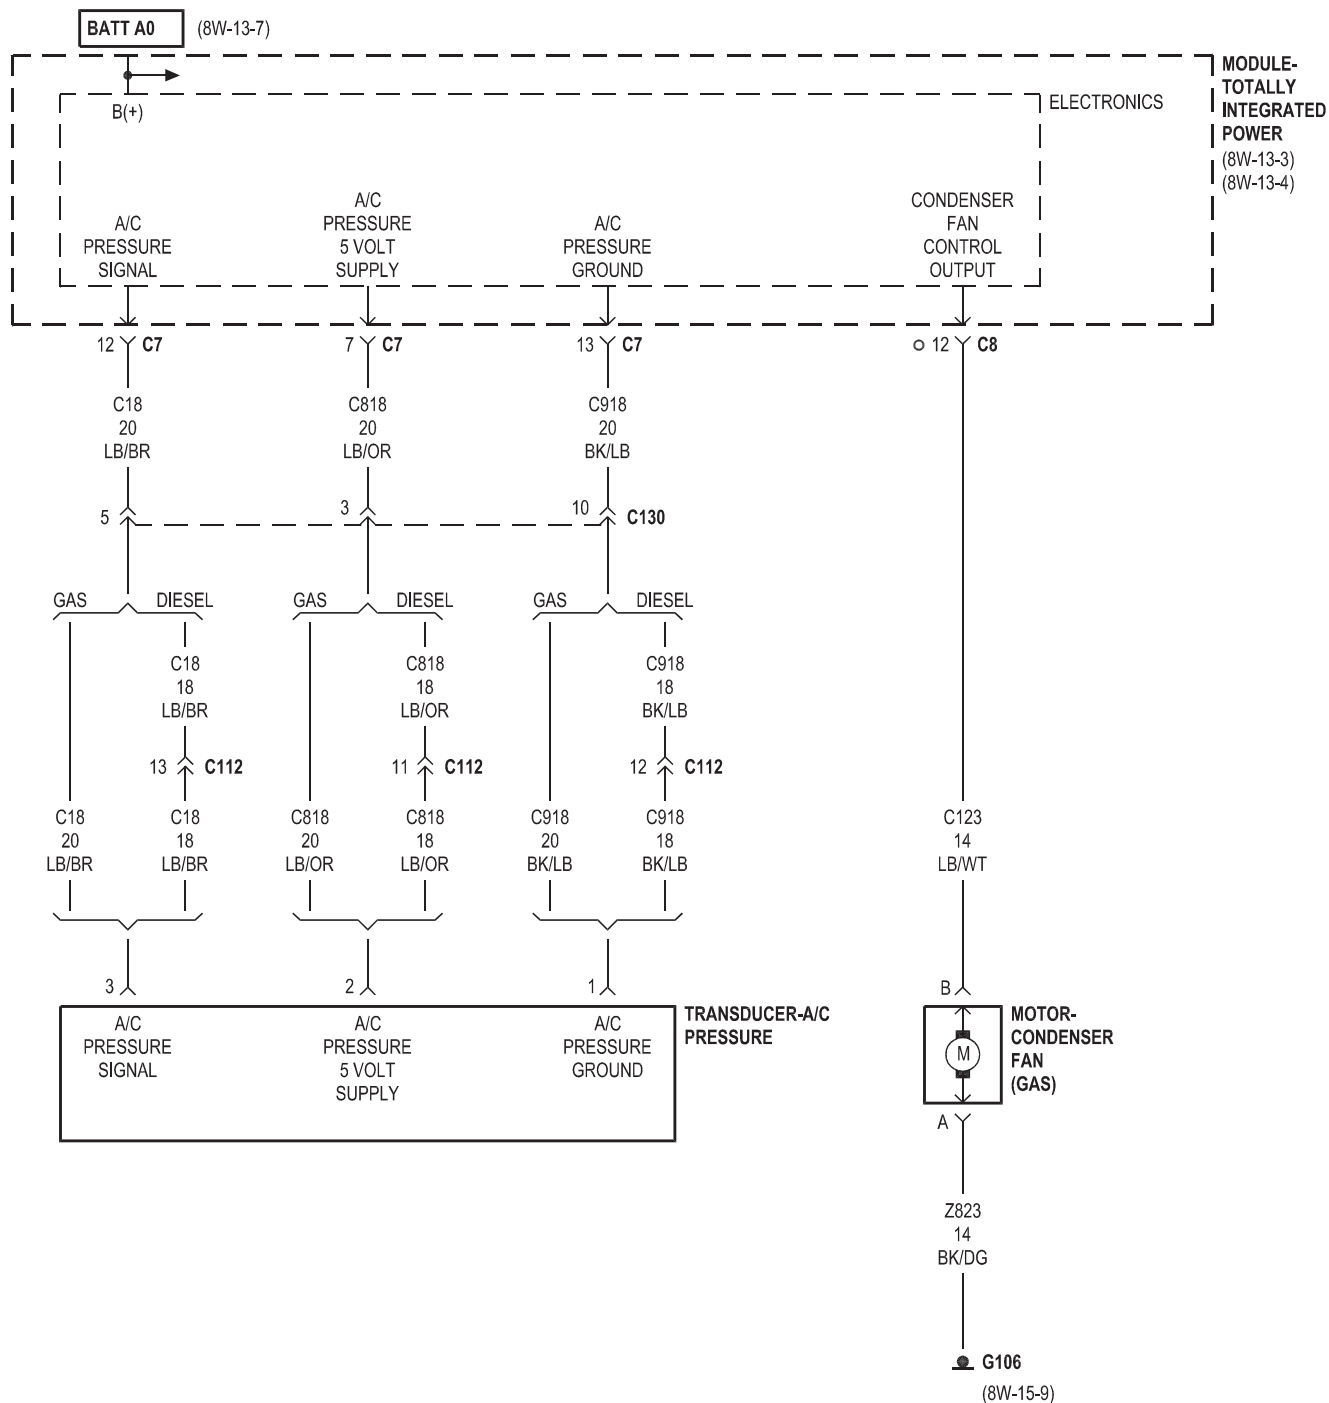 BATT A0 (8W-13-7)
MODULE-
TOTALLY
INTEGRATED
POWER
(8W-13-3)
(8W-13-4)
ELECTRONICS
B(+)
A/C
PRESSURE
SIGNAL
A/C
PRESSURE
5 VOLT
SUPPLY
A/C
PRESSURE
GROUND
CONDENSER
FAN
CONTROL
OUTPUT
12 C7 7 C7 13 C7 12 C8
C18 C818 C918
20 20 20
LB/BR LB/OR BK/LB
5 3 10 C130
GAS DIESEL GAS DIESEL GAS DIESEL
C18 C818 C918
18 18 18
LB/BR LB/OR BK/LB
13 C112 11 C112 12 C112
C18 C18 C818 C818 C918 C918 C123
20 18 20 18 20 18 14
LB/BR LB/BR LB/OR LB/OR BK/LB BK/LB LB/WT
3 2 1 B
TRANSDUCER-A/C
PRESSURE
A/C
PRESSURE
SIGNAL
A/C
PRESSURE
5 VOLT
SUPPLY
A/C
PRESSURE
GROUND
M
MOTOR-
CONDENSER
FAN
(GAS)
A
Z823
14
BK/DG
G106
(8W-15-9)